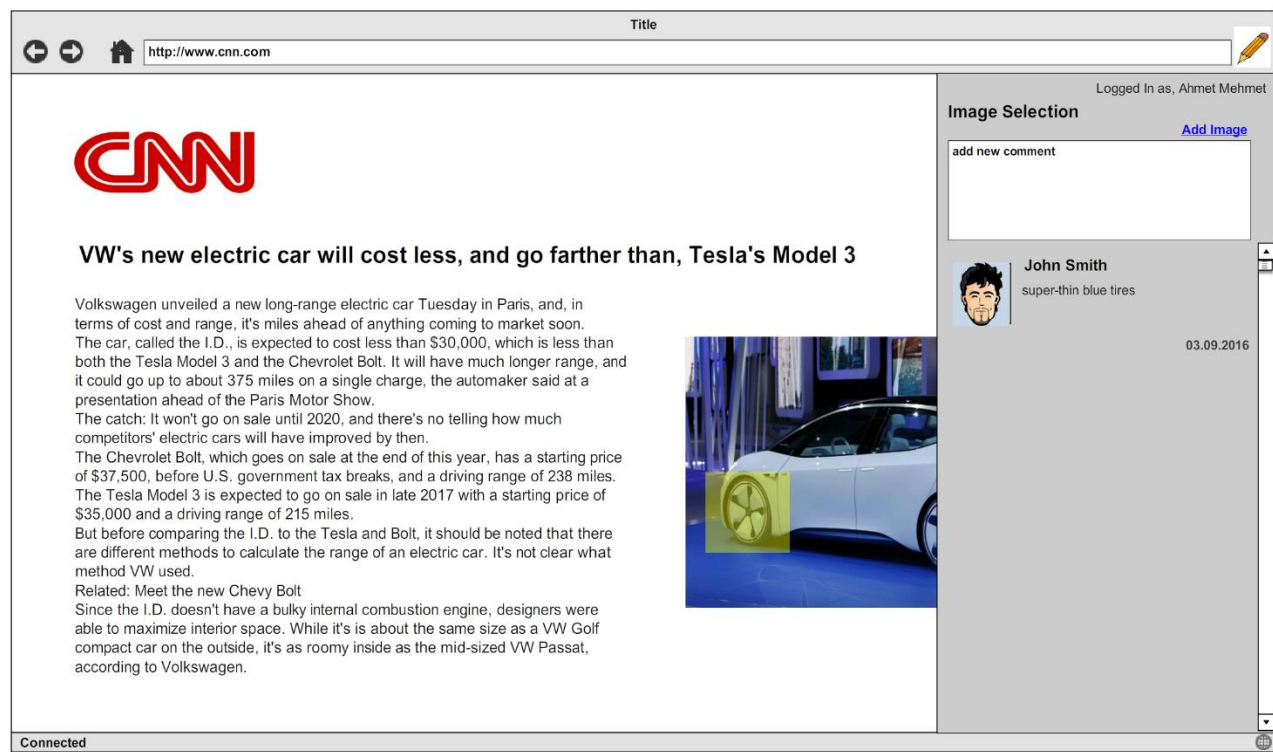 Title
http://www.cnn.com
Logged In as, Ahmet Mehmet
Image Selection
Add Image
add new comment
John Smith
super-thin blue tires
03.09.2016
CNN
VW's new electric car will cost less, and go farther than, Tesla's Model 3
Volkswagen unveiled a new long-range electric car Tuesday in Paris, and, in
terms of cost and range, it's miles ahead of anything coming to market soon.
The car, called the I.D., is expected to cost less than $30,000, which is less than
both the Tesla Model 3 and the Chevrolet Bolt. It will have much longer range, and
it could go up to about 375 miles on a single charge, the automaker said at a
presentation ahead of the Paris Motor Show.
The catch: It won't go on sale until 2020, and there's no telling how much
competitors' electric cars will have improved by then.
The Chevrolet Bolt, which goes on sale at the end of this year, has a starting price
of $37,500, before U.S. government tax breaks, and a driving range of 238 miles.
The Tesla Model 3 is expected to go on sale in late 2017 with a starting price of
$35,000 and a driving range of 215 miles.
But before comparing the I.D. to the Tesla and Bolt, it should be noted that there
are different methods to calculate the range of an electric car. It's not clear what
method VW used.
Related: Meet the new Chevy Bolt
Since the I.D. doesn't have a bulky internal combustion engine, designers were
able to maximize interior space. While it's is about the same size as a VW Golf
compact car on the outside, it's as roomy inside as the mid-sized VW Passat,
according to Volkswagen.
Connected